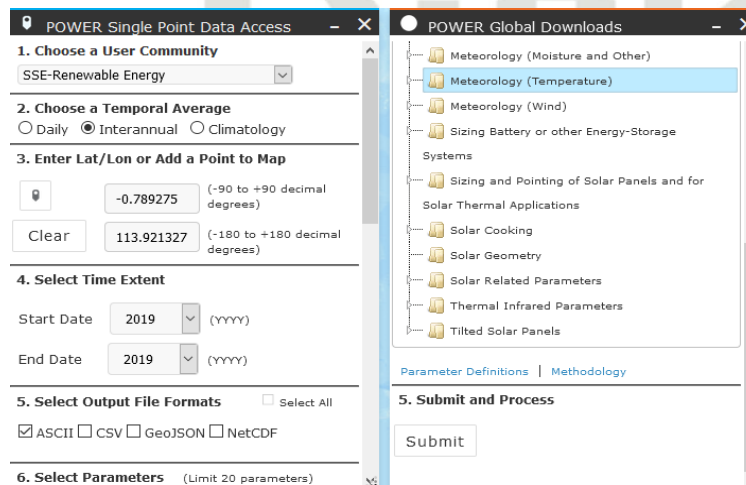 POWER Single Point Data Access
1. Choose a User Community
SSE-Renewable Energy
2. Choose a Temporal Average
Daily Interannual Climatology
3. Enter Lat/Lon or Add a Point to Map
-0.789275 (-90 to +90 decimal
degrees)
Clear 113.921327 (-180 to +180 decimal
degrees)
4. Select Time Extent
Start Date 2019 (YYYY)
End Date 2019 (YYYY)
5. Select Output File Formats Select All
ASCII CSV GeoJSON NetCDF
6. Select Parameters (Limit 20 parameters)
POWER Global Downloads
Meteorology (Moisture and Other)
Meteorology (Temperature)
Meteorology (Wind)
Sizing Battery or other Energy-Storage
Systems
Sizing and Pointing of Solar Panels and for
Solar Thermal Applications
Solar Cooking
Solar Geometry
Solar Related Parameters
Thermal Infrared Parameters
Tilted Solar Panels
Parameter Definitions | Methodology
5. Submit and Process
Submit